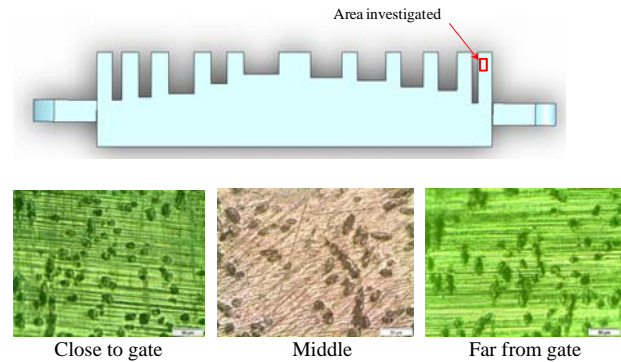 Area investigated
Close to gate
Middle
Far from gate